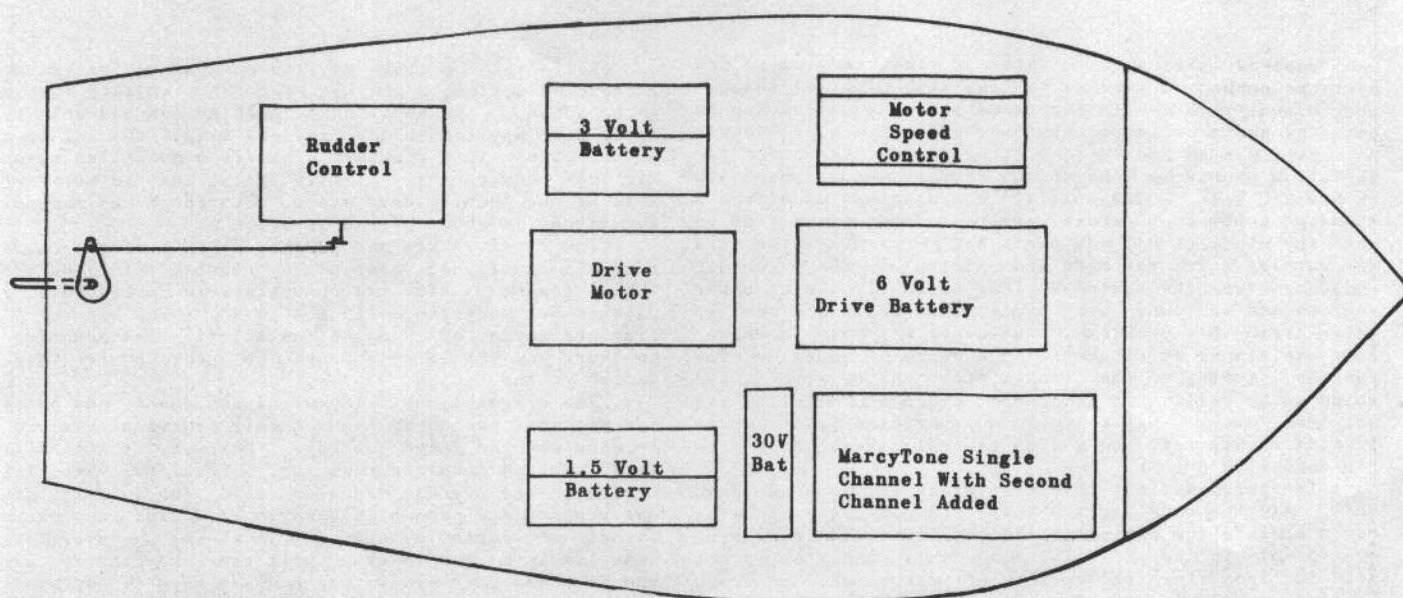 Rudder
Control
3 Volt
Battery
Motor
Speed
Control
Drive
Motor
6 Volt
Drive Battery
1.5 Volt
Battery
30V
Bat
MarcyTone Single
Channel With Second
Channel Added